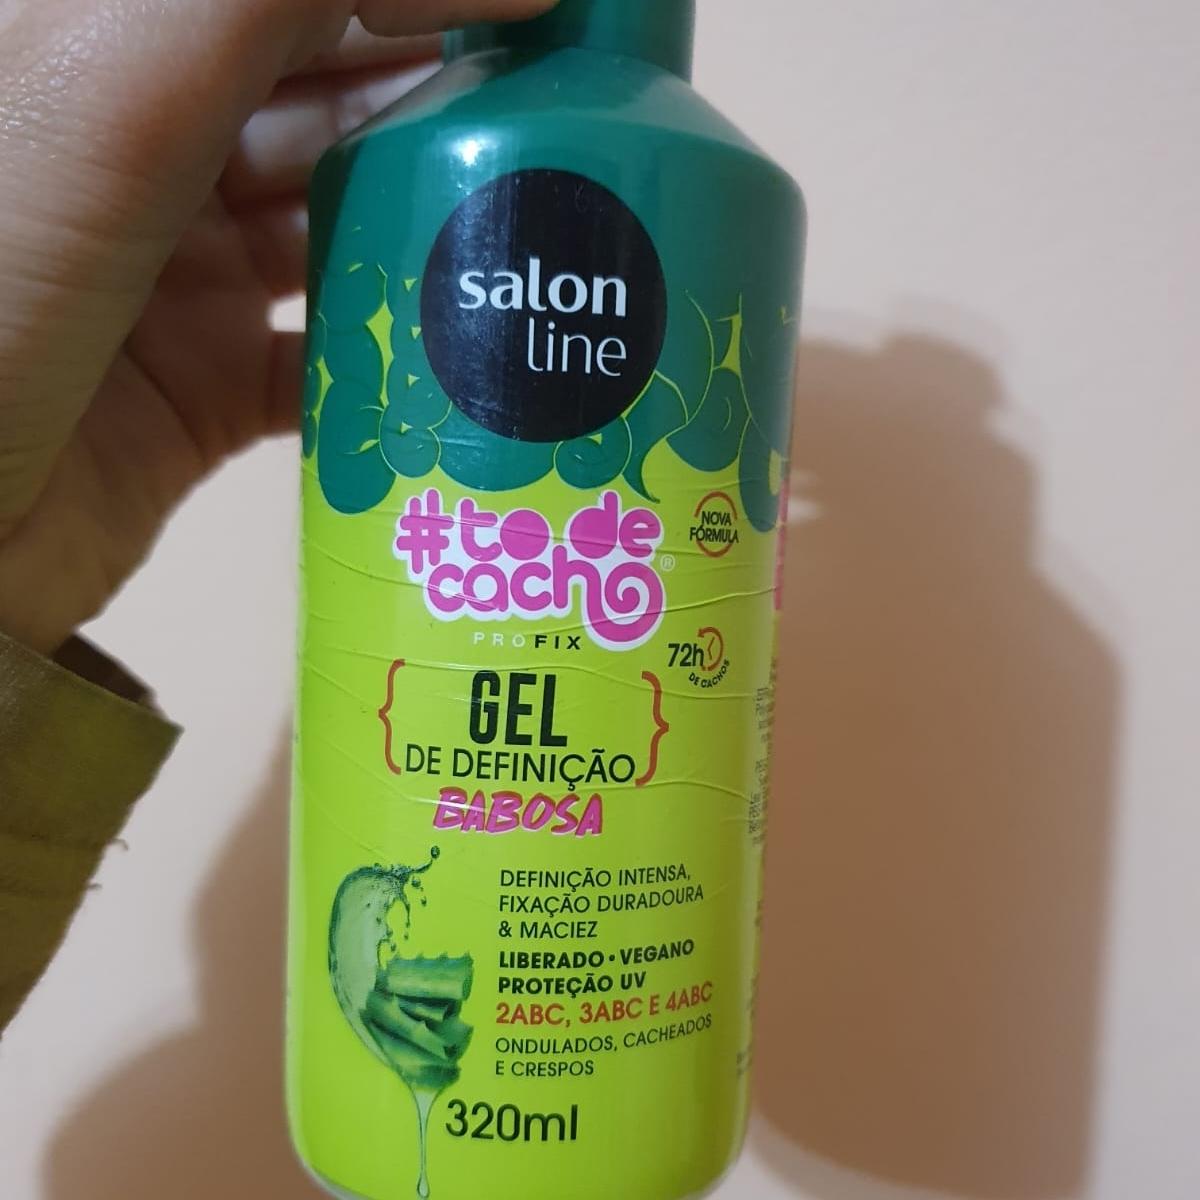 salon
line
#to de
cacho®
PROFIX
NOVA
FÓRMULA
72h
DE CACHOS
GEL
DE DEFINIÇÃO
BABOSA
DEFINIÇÃO INTENSA,
FIXAÇÃO DURADOURA
& MACIEZ
LIBERADO • VEGANO
PROTEÇÃO UV
2ABC, 3ABC E 4ABC
ONDULADOS, CACHEADOS
E CRESPOS
320ml